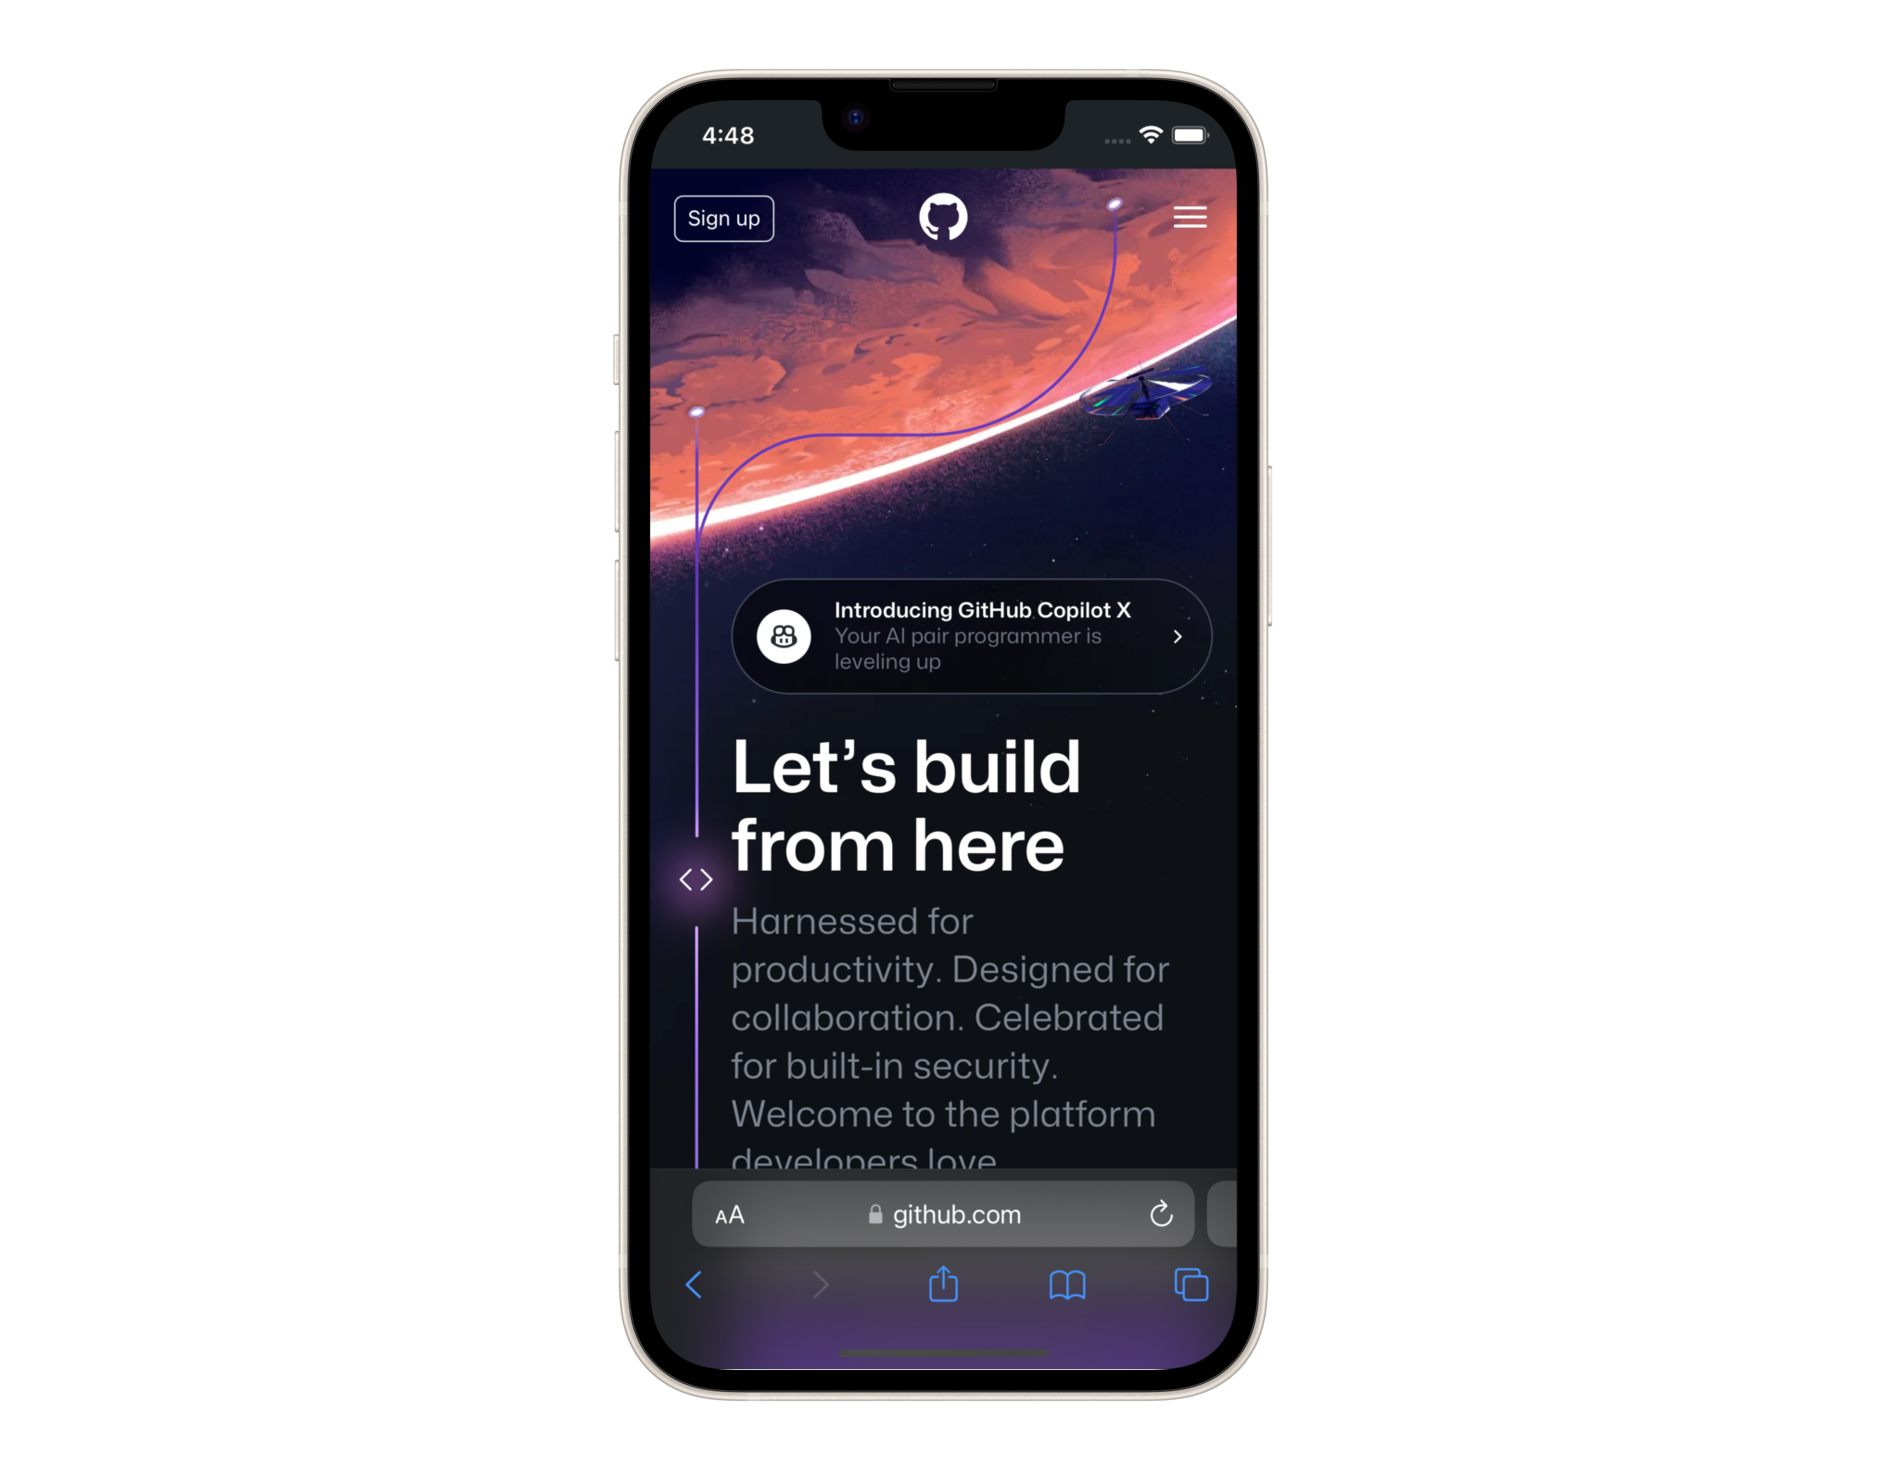 4:48
Sign up
Introducing GitHub Copilot X
Your AI pair programmer is
leveling up
Let’s build
from here
Harnessed for
productivity. Designed for
collaboration. Celebrated
for built-in security.
Welcome to the platform
developers love
AA
github.com